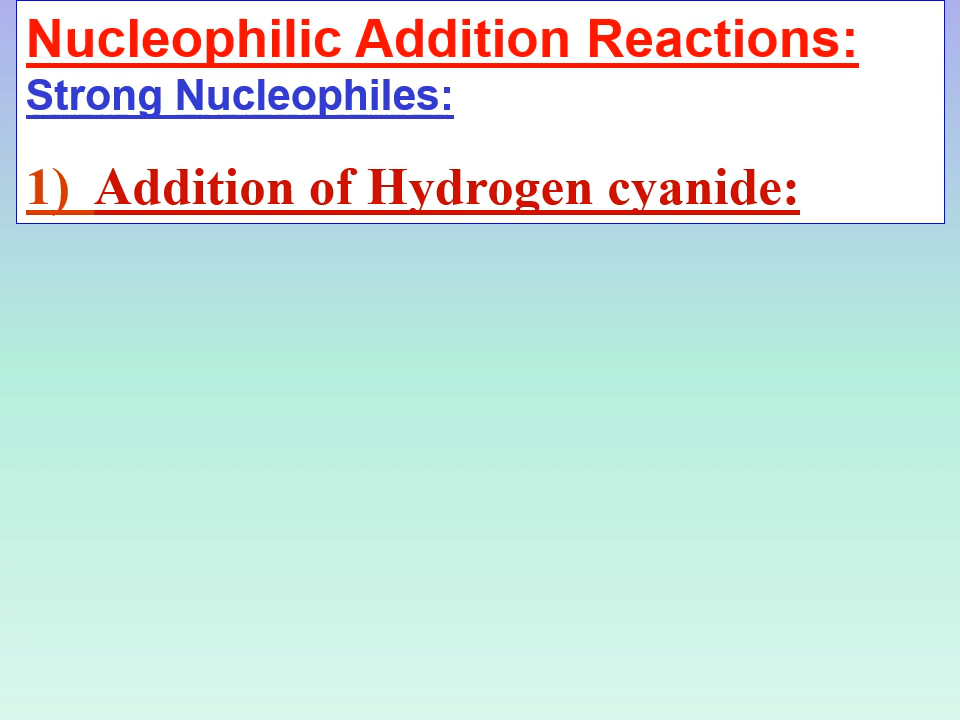 Nucleophilic Addition Reactions:
Strong Nucleophiles:
1) Addition of Hydrogen cyanide: